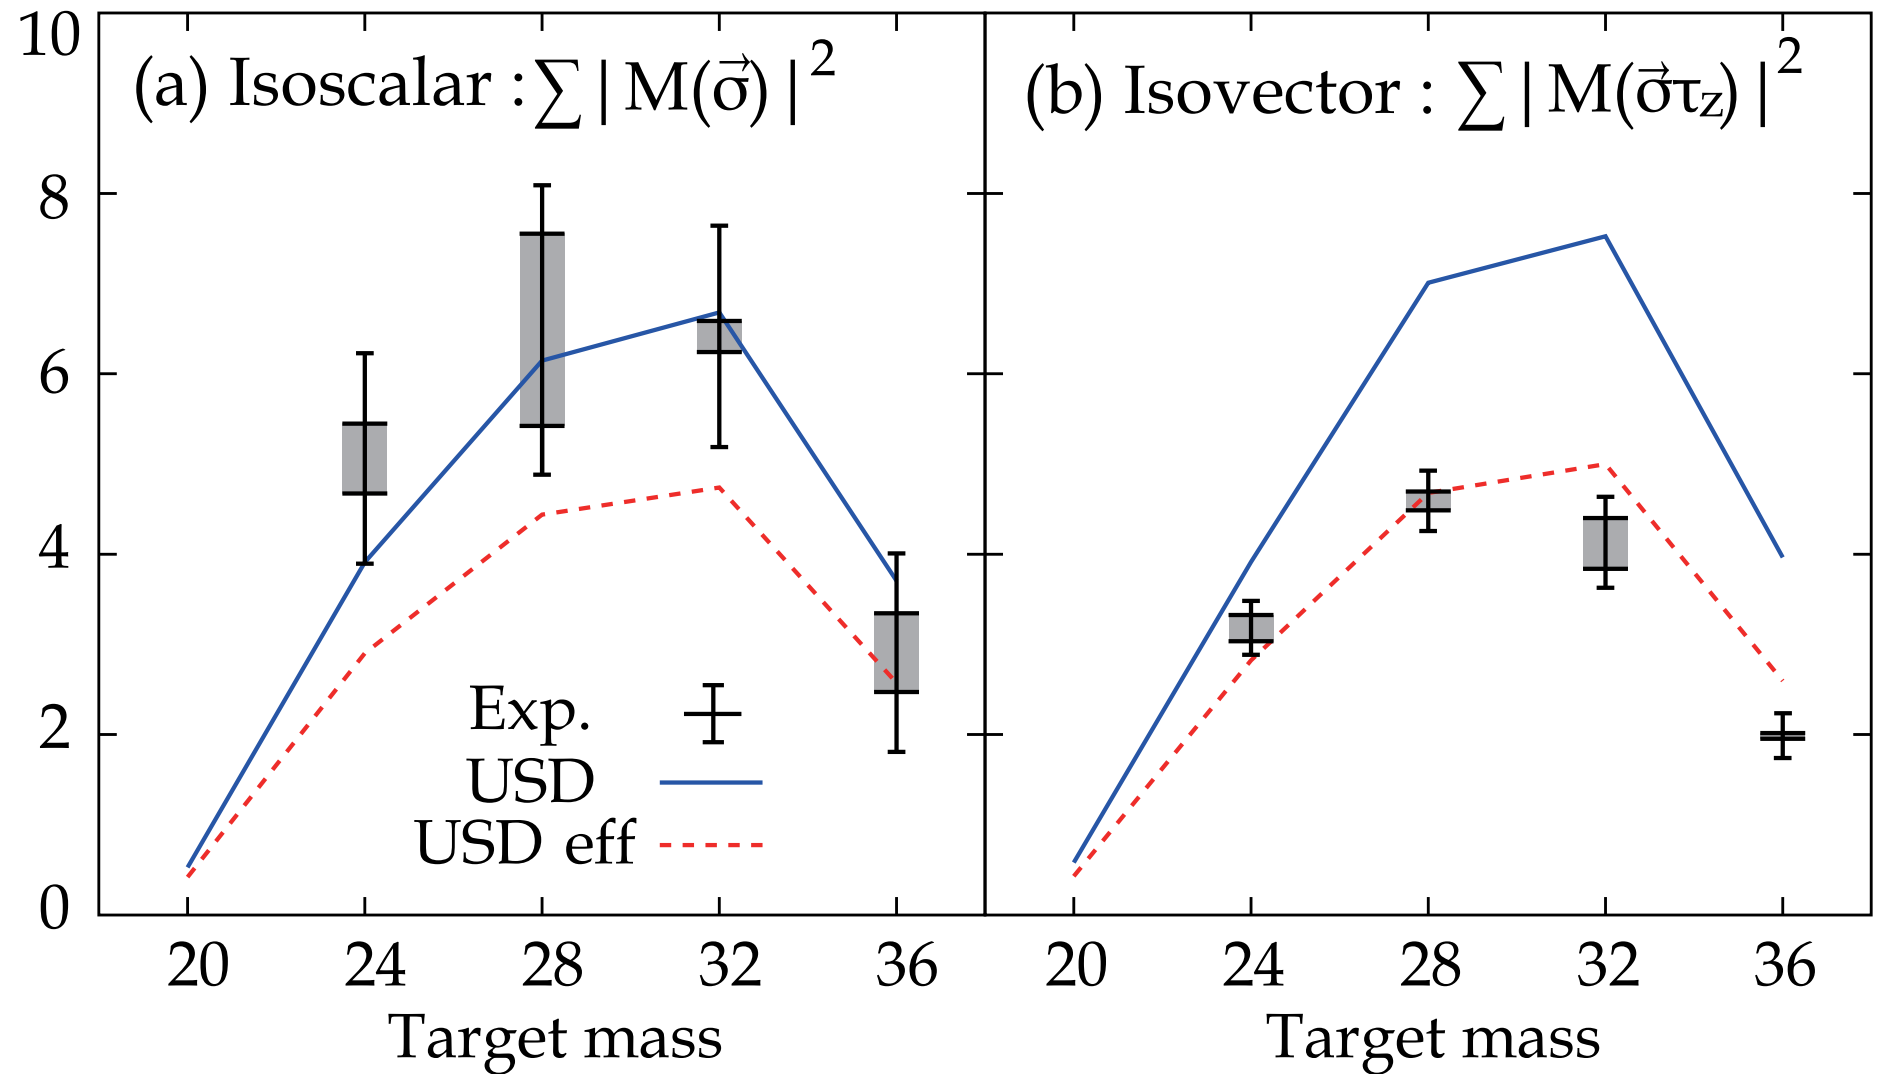 (a) Isoscalar : ∑ | M(σ⃗) |²
(b) Isovector : ∑ | M(σ⃗τz) |²
10
8
6
4
2
0
Exp.
USD
USD eff
20 24 28 32 36
20 24 28 32 36
Target mass
Target mass